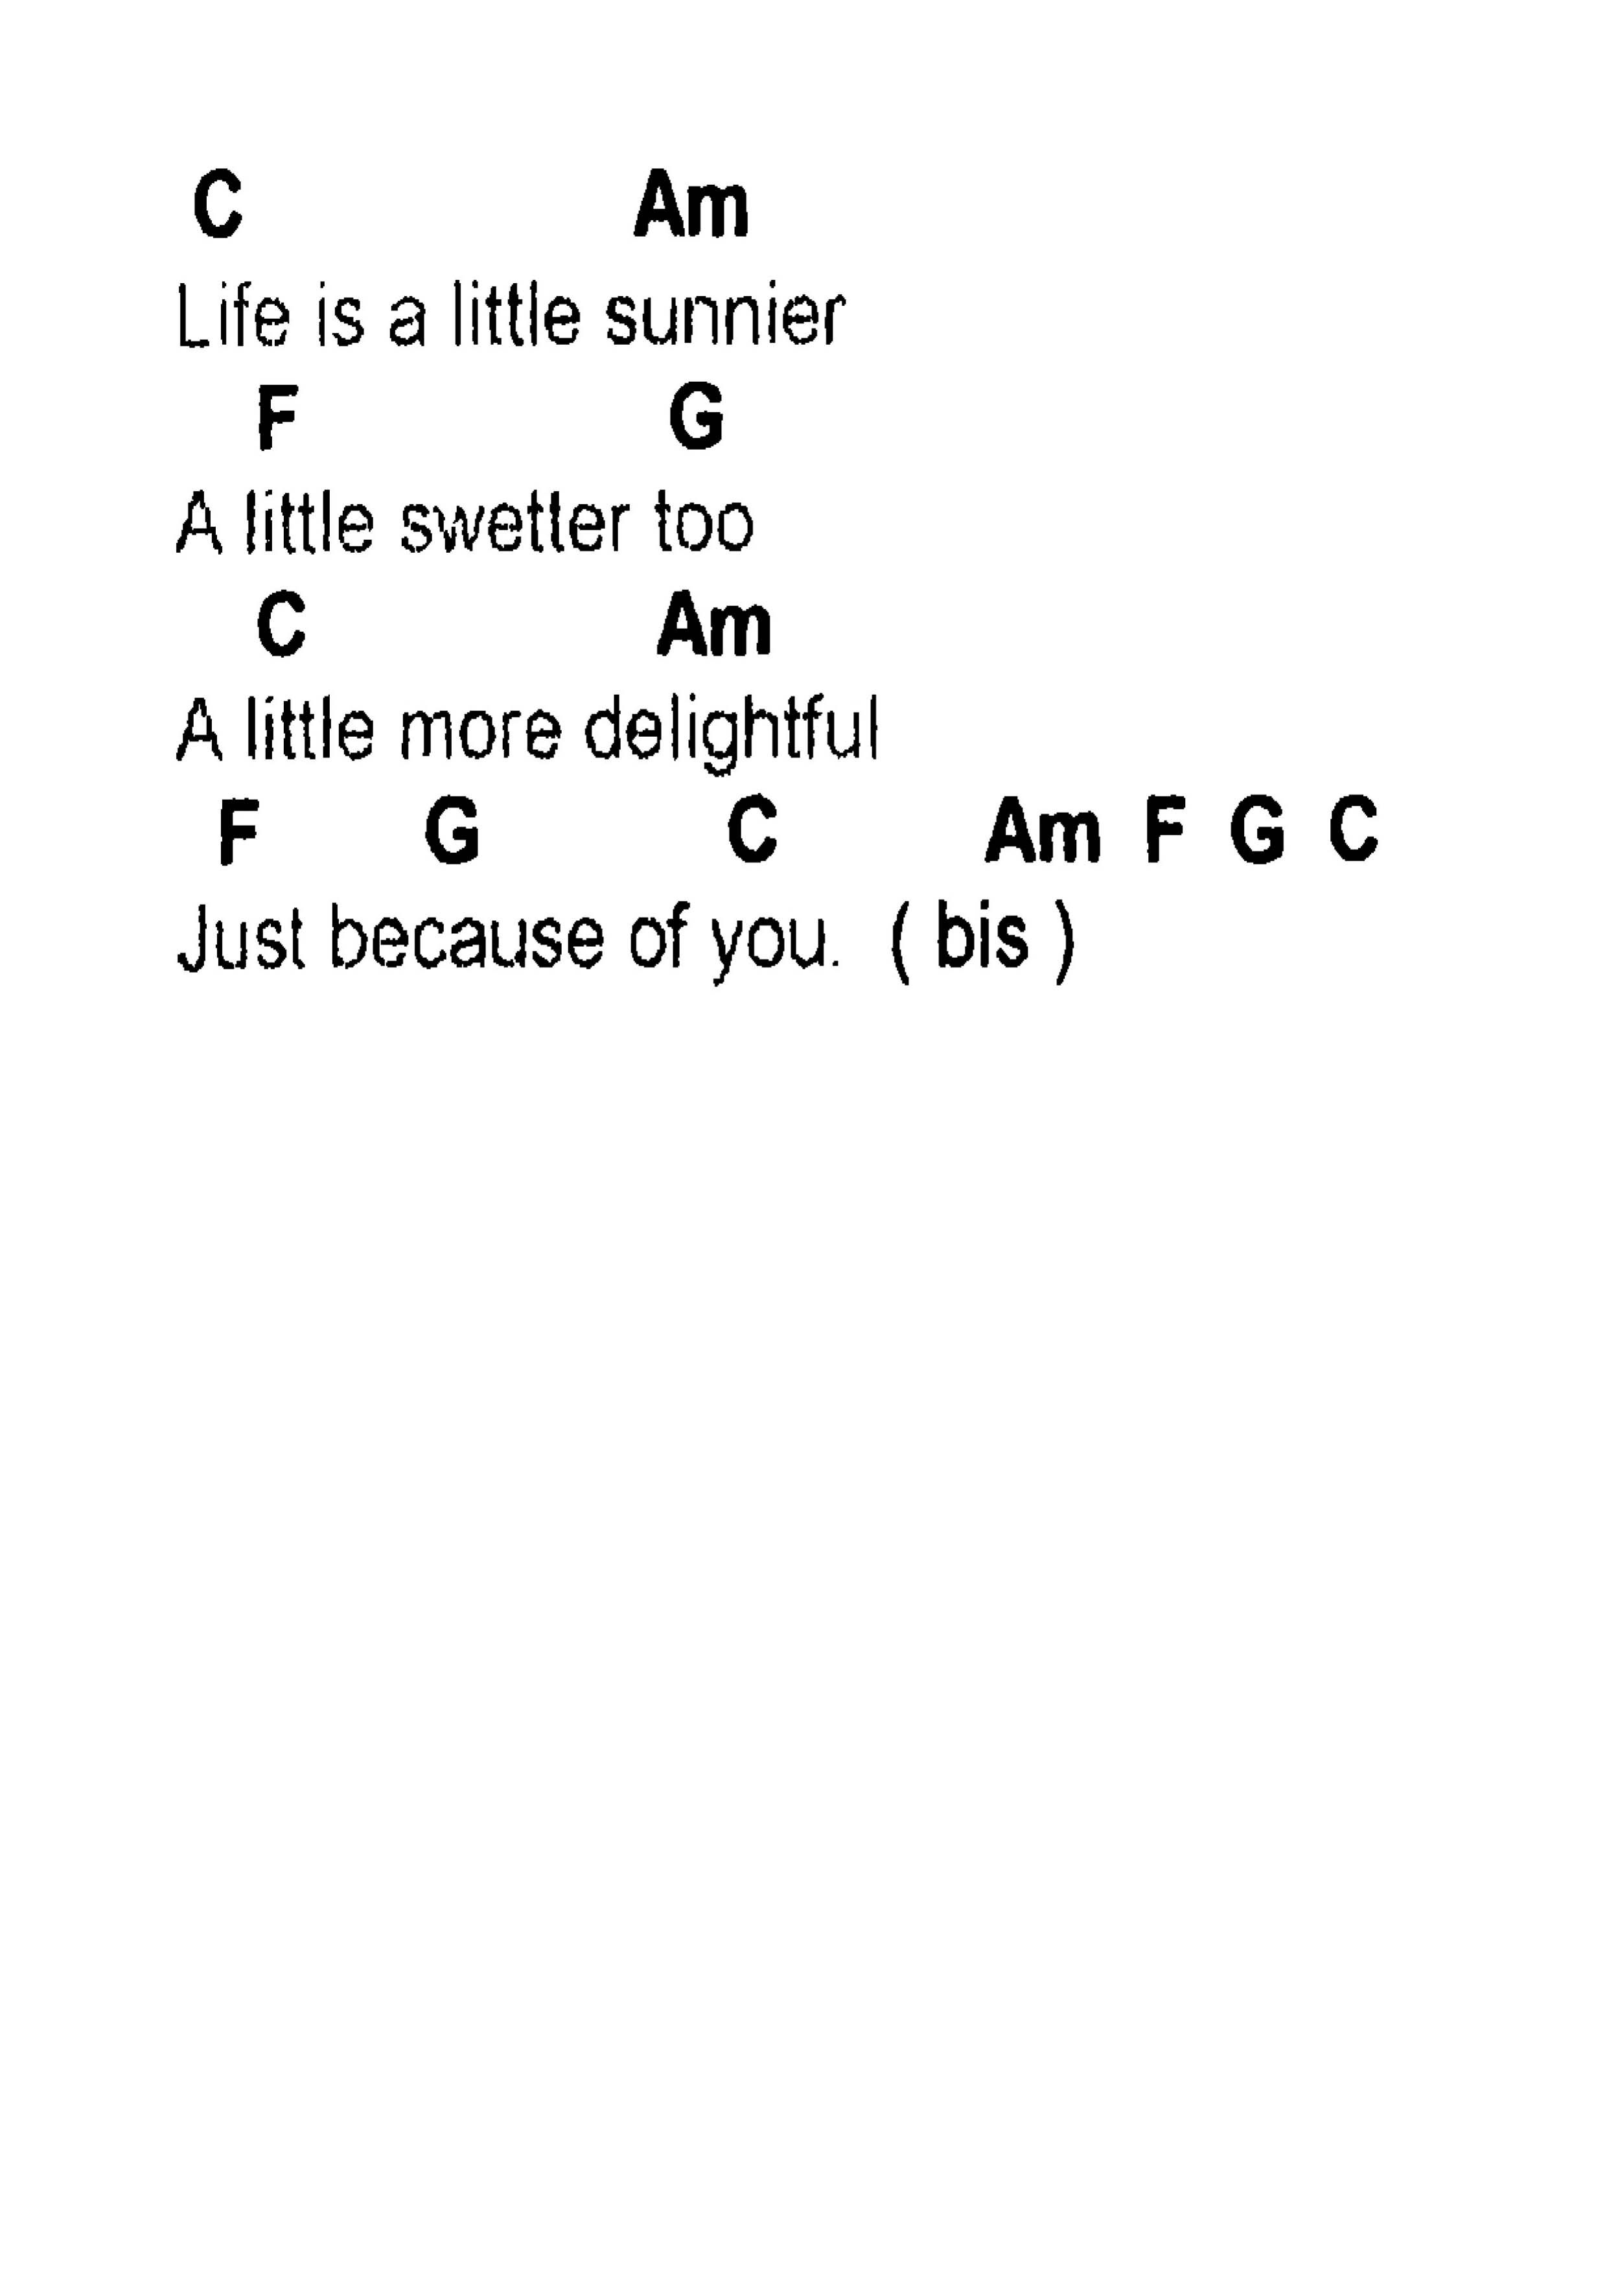 C Am
Life is a little sunnier
F G
A little swetter too
C Am
A little more delightful
F G C Am F G C
Just because of you. ( bis )